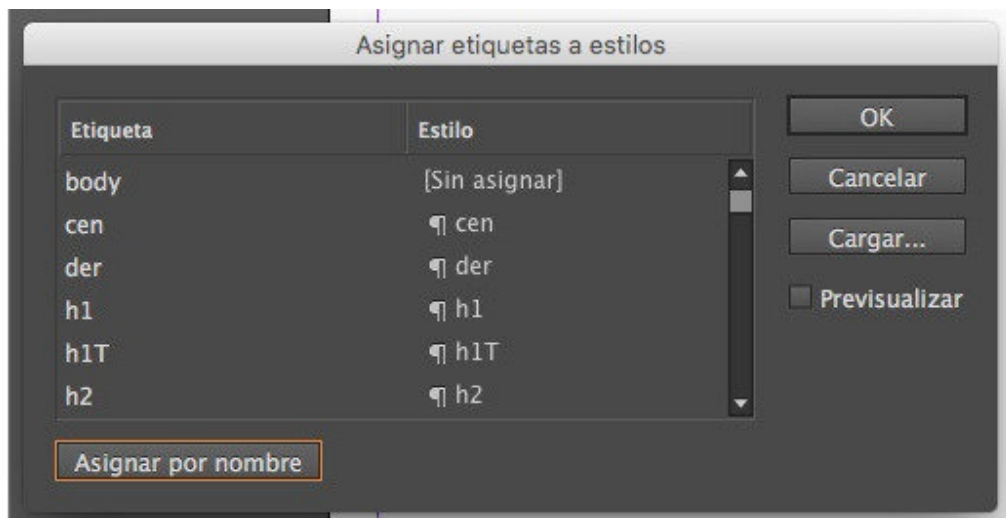 Asignar etiquetas a estilos
Etiqueta Estilo
body [Sin asignar]
cen ¶ cen
der ¶ der
h1 ¶ h1
h1T ¶ h1T
h2 ¶ h2
OK
Cancelar
Cargar...
Previsualizar
Asignar por nombre